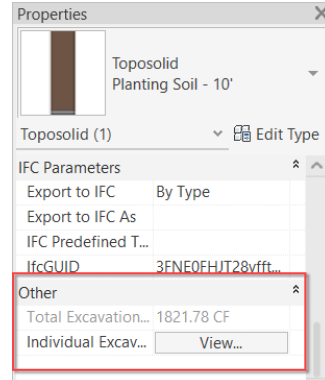 Properties
Toposolid
Planting Soil - 10'
Toposolid (1) Edit Type
IFC Parameters
Export to IFC By Type
Export to IFC As
IFC Predefined T...
IfcGUID 3FNE0FHJT28vfft...
Other
Total Excavation... 1821.78 CF
Individual Excav... View...